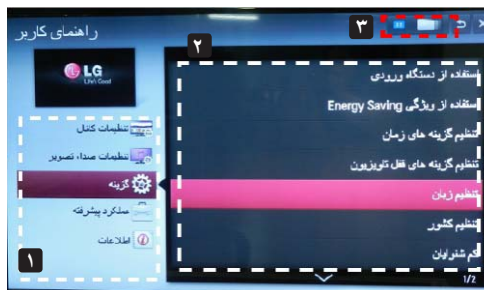 راهنمای کاربر
۳
۲
LG
Life's Good
تنظیمات کانال
تنظیمات صدا، تصویر
گزینه
عملکرد پیشرفته
اطلاعات
۱
استفاده از دستگاه ورودی
استفاده از ویژگی Energy Saving
تنظیم گزینه های زمان
تنظیم گزینه های قفل تلویزیون
تنظیم زبان
تنظیم کشور
کم شنوایان
1/2